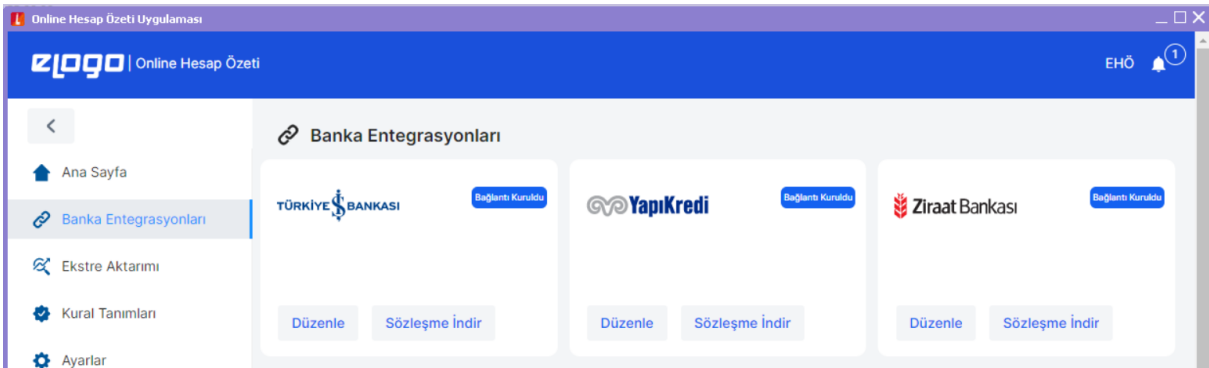 Online Hesap Özeti Uygulaması
eLOGO | Online Hesap Özeti
EHÖ
1
Banka Entegrasyonları
Ana Sayfa
Banka Entegrasyonları
Ekstre Aktarımı
Kural Tanımları
Ayarlar
TÜRKİYE İŞ BANKASI
Bağlantı Kuruldu
Düzenle Sözleşme İndir
YapıKredi
Bağlantı Kuruldu
Düzenle Sözleşme İndir
Ziraat Bankası
Bağlantı Kuruldu
Düzenle Sözleşme İndir